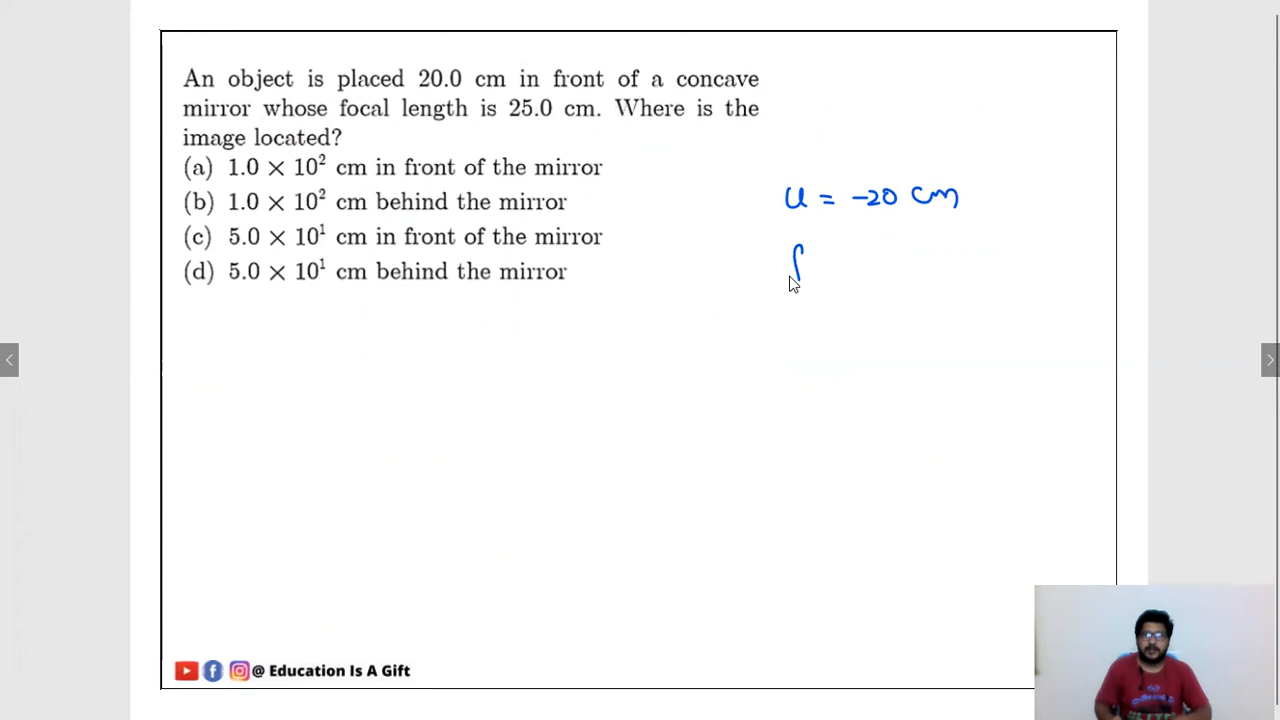 An object is placed 20.0 cm in front of a concave
mirror whose focal length is 25.0 cm. Where is the
image located?
(a) 1.0 × 10² cm in front of the mirror
(b) 1.0 × 10² cm behind the mirror
(c) 5.0 × 10¹ cm in front of the mirror
(d) 5.0 × 10¹ cm behind the mirror
u = -20 cm
@ Education Is A Gift